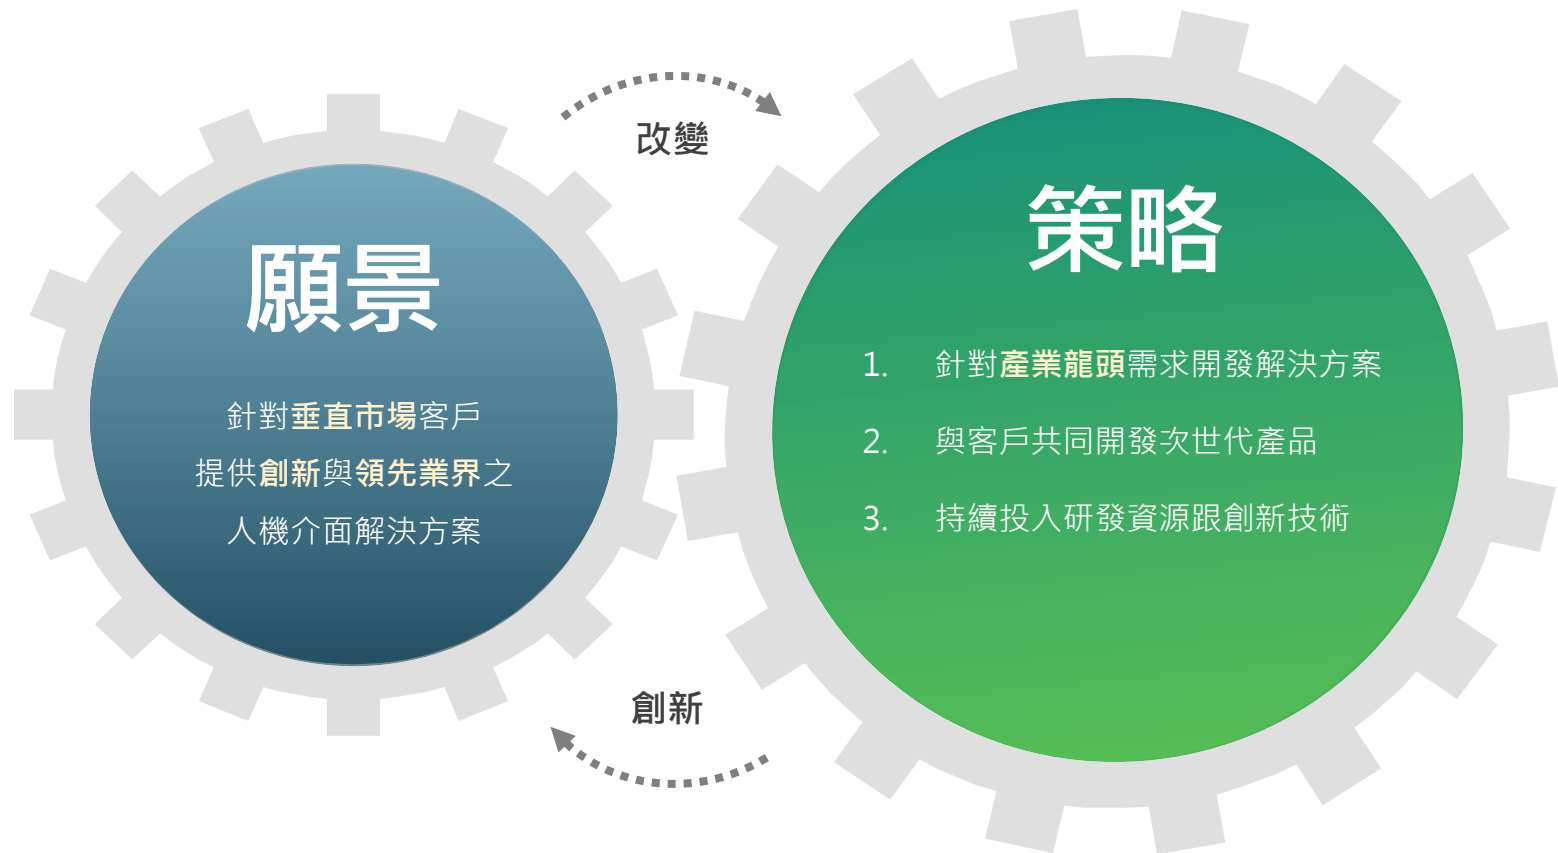 改變
願景
針對垂直市場客戶
提供創新與領先業界之
人機介面解決方案
策略
1. 針對產業龍頭需求開發解決方案
2. 與客戶共同開發次世代產品
3. 持續投入研發資源跟創新技術
創新